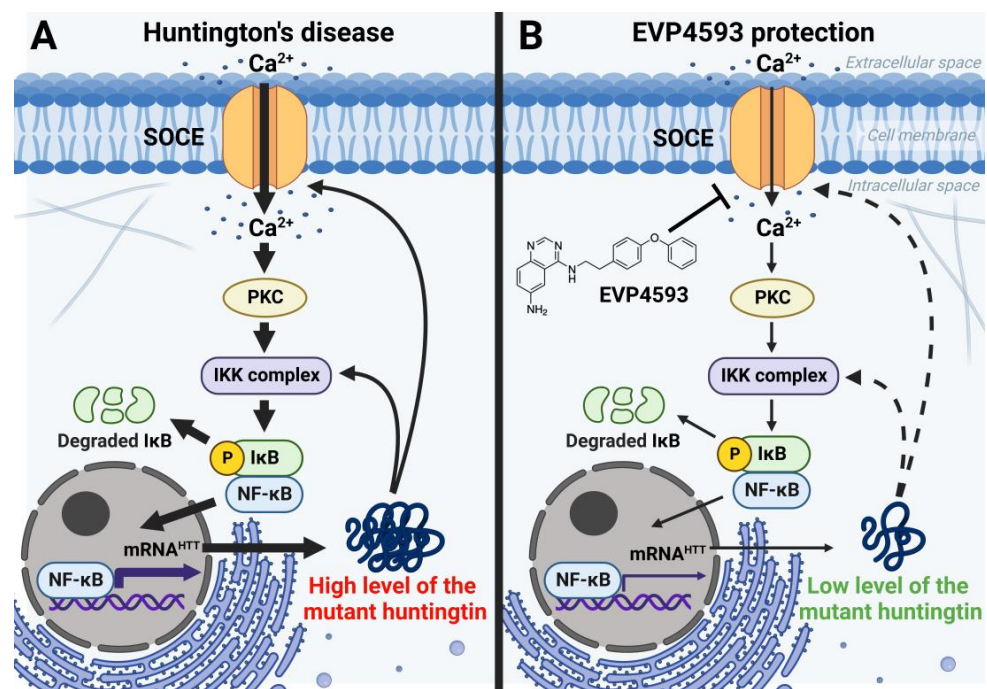 A
Huntington's disease
Ca²⁺
SOCE
Ca²⁺
PKC
IKK complex
Degraded IκB
P
IκB
NF-κB
mRNAᴴᵀᵀ
NF-κB
High level of the
mutant huntingtin
B
EVP4593 protection
Ca²⁺
Extracellular space
SOCE
Cell membrane
Intracellular space
Ca²⁺
N
N
N
H
O
NH₂
EVP4593
PKC
IKK complex
Degraded IκB
P
IκB
NF-κB
mRNAᴴᵀᵀ
NF-κB
Low level of the
mutant huntingtin